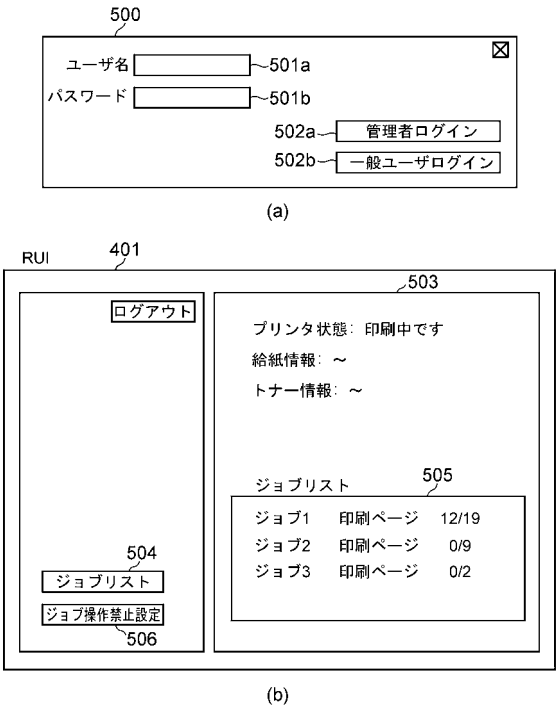 500
ユーザ名 501a
パスワード 501b
502a 管理者ログイン
502b 一般ユーザログイン
(a)
RUI 401
503
ログアウト
プリンタ状態: 印刷中です
給紙情報: ～
トナー情報: ～
ジョブリスト 505
ジョブ1 印刷ページ 12/19
ジョブ2 印刷ページ 0/9
ジョブ3 印刷ページ 0/2
504
ジョブリスト
ジョブ操作禁止設定
506
(b)